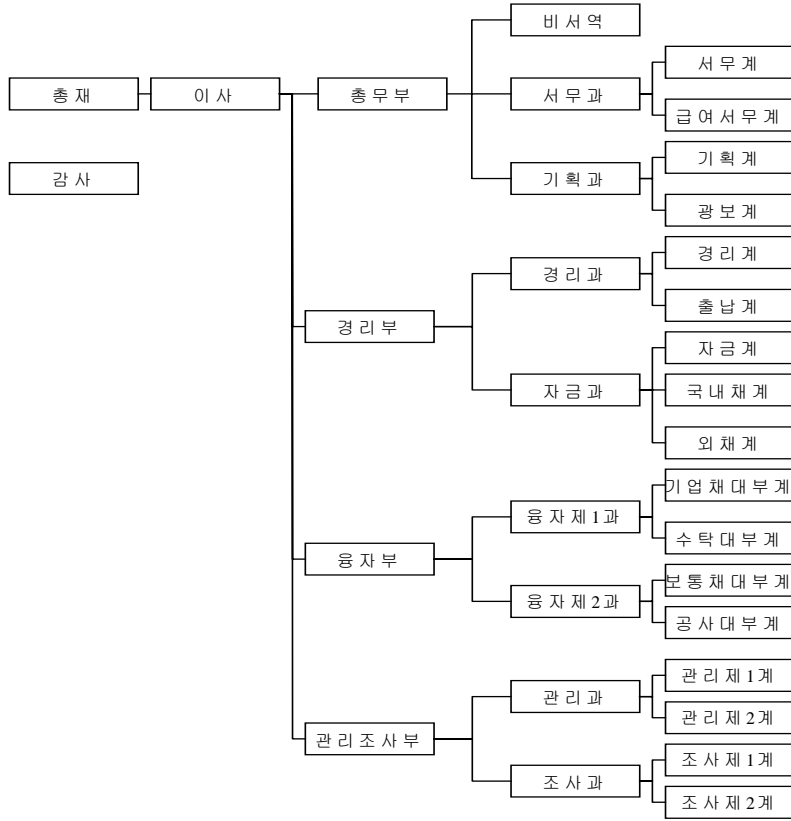 비서역
서무계
총재 이사 총무부 서무과
급여서무계
기획계
감사 기획과
광보계
경리계
경리과
출납계
경리부
자금계
자금과 국내채계
외채계
기업채대부계
융자제1과
수탁대부계
융자부
보통채대부계
융자제2과
공사대부계
관리제1계
관리과
관리제2계
관리조사부
조사제1계
조사과
조사제2계